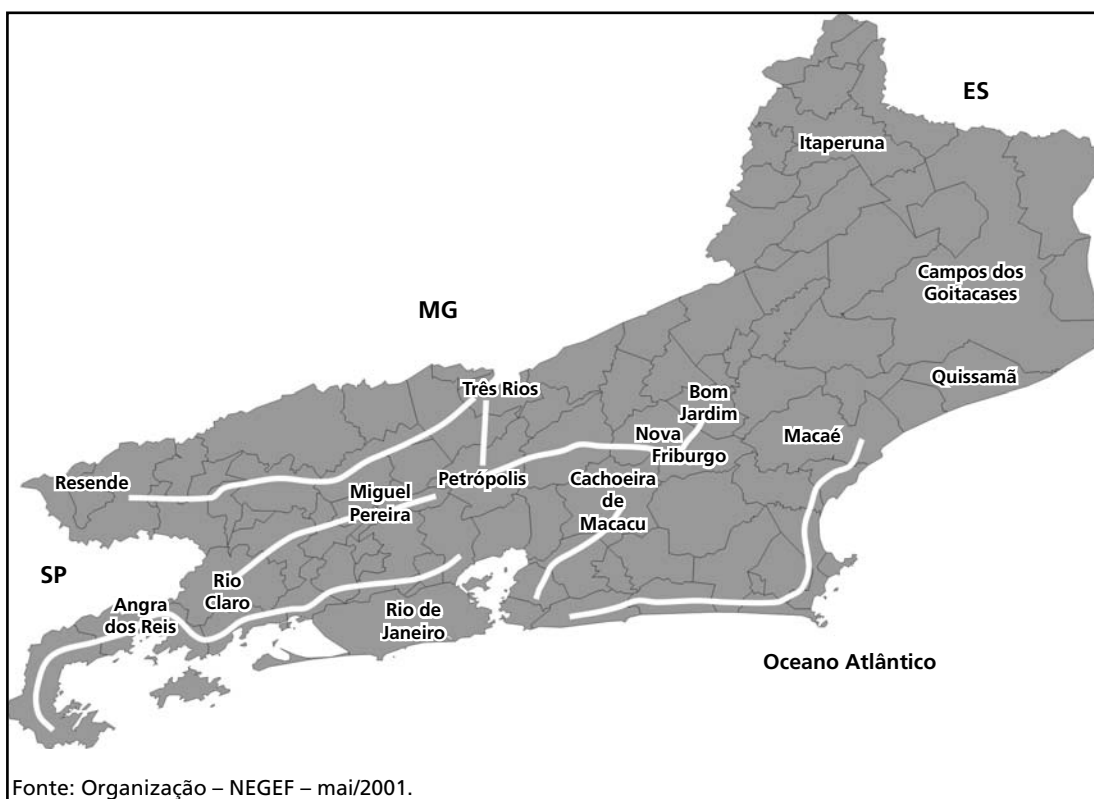 ES
Itaperuna
Campos dos
Goitacases
MG
Três Rios
Quissamã
Bom
Jardim
Macaé
Nova
Friburgo
Petrópolis
Cachoeira
de
Macacu
Resende
Miguel
Pereira
SP
Rio
Claro
Angra
dos Reis
Rio de
Janeiro
Oceano Atlântico
Fonte: Organização – NEGEF – mai/2001.